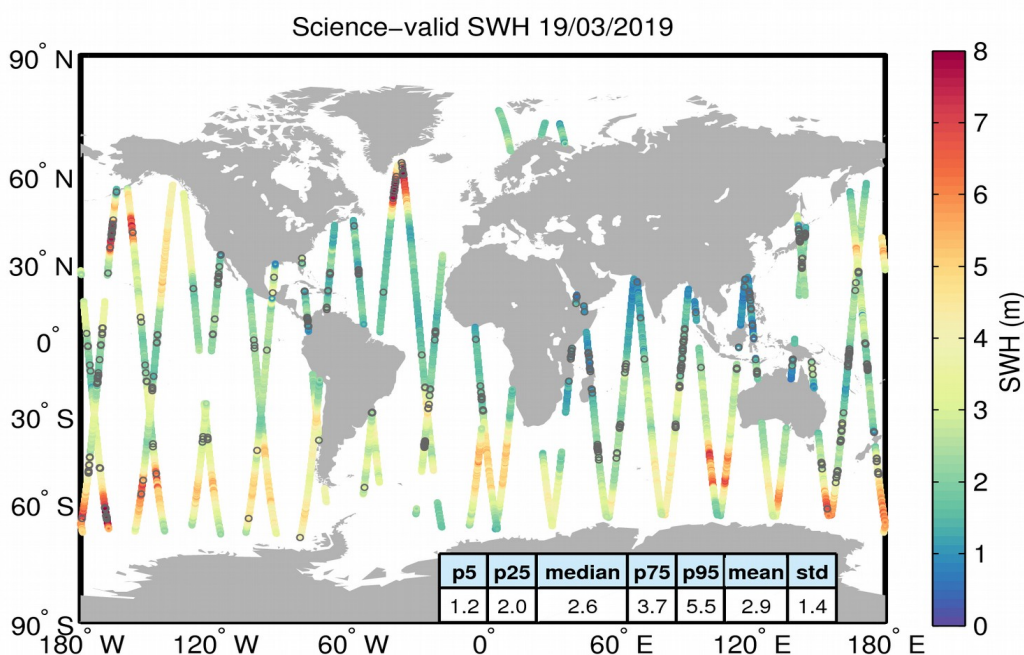 Science−valid SWH 19/03/2019
90° N
60° N
30° N
0°
30° S
60° S
90° S
180° W
120° W
60° W
0°
60° E
120° E
180° E
p5 p25 median p75 p95 mean std
1.2 2.0 2.6 3.7 5.5 2.9 1.4
8
7
6
5
4
3
2
1
0
SWH (m)